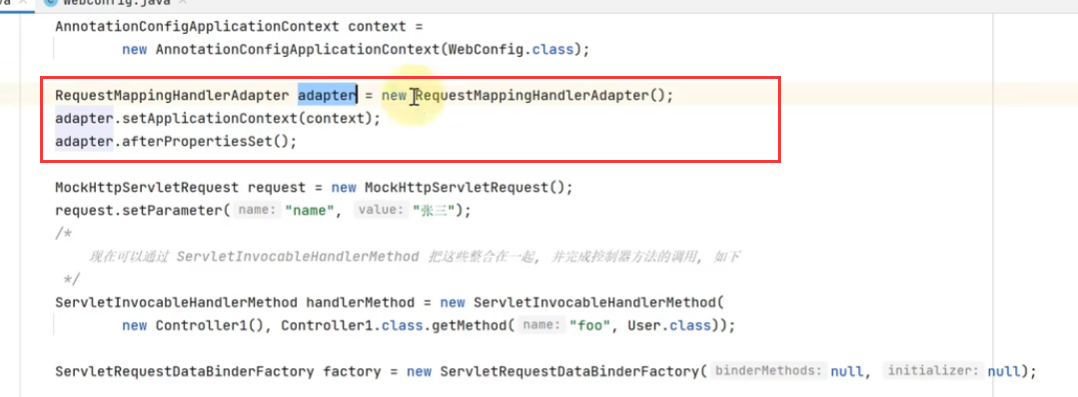 WebConfig.java
AnnotationConfigApplicationContext context =
new AnnotationConfigApplicationContext(WebConfig.class);
RequestMappingHandlerAdapter adapter = new RequestMappingHandlerAdapter();
adapter.setApplicationContext(context);
adapter.afterPropertiesSet();
MockHttpServletRequest request = new MockHttpServletRequest();
request.setParameter( name: "name", value: "张三");
/*
现在可以通过 ServletInvocableHandlerMethod 把这些整合在一起, 并完成控制器方法的调用, 如下
*/
ServletInvocableHandlerMethod handlerMethod = new ServletInvocableHandlerMethod(
new Controller1(), Controller1.class.getMethod( name: "foo", User.class));
ServletRequestDataBinderFactory factory = new ServletRequestDataBinderFactory( binderMethods: null, initializer: null);